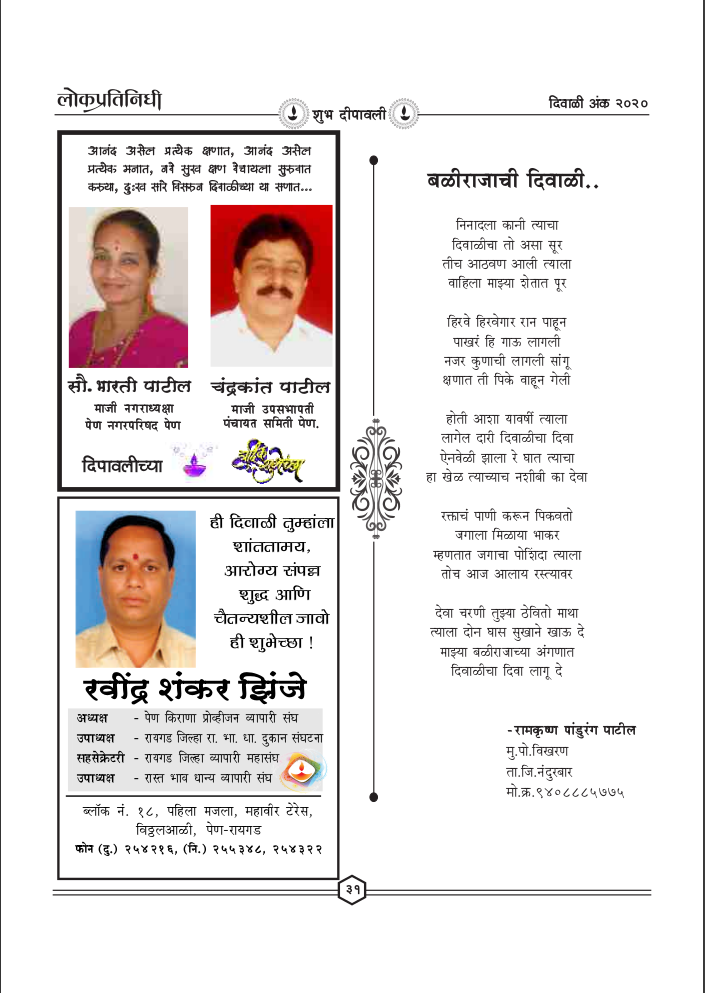 लोकप्रतिनिधी
शुभ दीपावली
दिवाळी अंक २०२०
आनंद असेल प्रत्येक क्षणात, आनंद असेल
प्रत्येक मनात, नवे सुख क्षण वेचायला सुरुवात
करुया, दुःख सारे विसरून दिवाळीच्या या सणात...
सौ. भारती पाटील
माजी नगराध्यक्षा
पेण नगरपरिषद पेण
चंद्रकांत पाटील
माजी उपसभापती
पंचायत समिती पेण.
दिपावलीच्या
हार्दिक शुभेच्छा
ही दिवाळी तुम्हांला
शांततामय,
आरोग्य संपन्न
शुद्ध आणि
चैतन्यशील जावो
ही शुभेच्छा !
रवींद्र शंकर झिंजे
अध्यक्ष - पेण किराणा प्रोव्हीजन व्यापारी संघ
उपाध्यक्ष - रायगड जिल्हा रा. भा. धा. दुकान संघटना
सहसेक्रेटरी - रायगड जिल्हा व्यापारी महासंघ
उपाध्यक्ष - रास्त भाव धान्य व्यापारी संघ
ब्लॉक नं. १८, पहिला मजला, महावीर टेरेस,
विठ्ठलआळी, पेण-रायगड
फोन (दु.) २५४२१६, (नि.) २५५३४८, २५४३२२
बळीराजाची दिवाळी..
निनादला कानी त्याचा
दिवाळीचा तो असा सूर
तीच आठवण आली त्याला
वाहिला माझ्या शेतात पूर
हिरवे हिरवेगार रान पाहून
पाखरं हि गाऊ लागली
नजर कुणाची लागली सांगू
क्षणात ती पिके वाहून गेली
होती आशा यावर्षी त्याला
लागेल दारी दिवाळीचा दिवा
ऐनवेळी झाला रे घात त्याचा
हा खेळ त्याच्याच नशीबी का देवा
रक्ताचं पाणी करून पिकवतो
जगाला मिळाया भाकर
म्हणतात जगाचा पोशिंदा त्याला
तोच आज आलाय रस्त्यावर
देवा चरणी तुझ्या ठेवितो माथा
त्याला दोन घास सुखाने खाऊ दे
माझ्या बळीराजाच्या अंगणात
दिवाळीचा दिवा लागू दे
-रामकृष्ण पांडुरंग पाटील
मु.पो.विखरण
ता.जि.नंदुरबार
मो.क्र.९४०८८८५७७५
३१